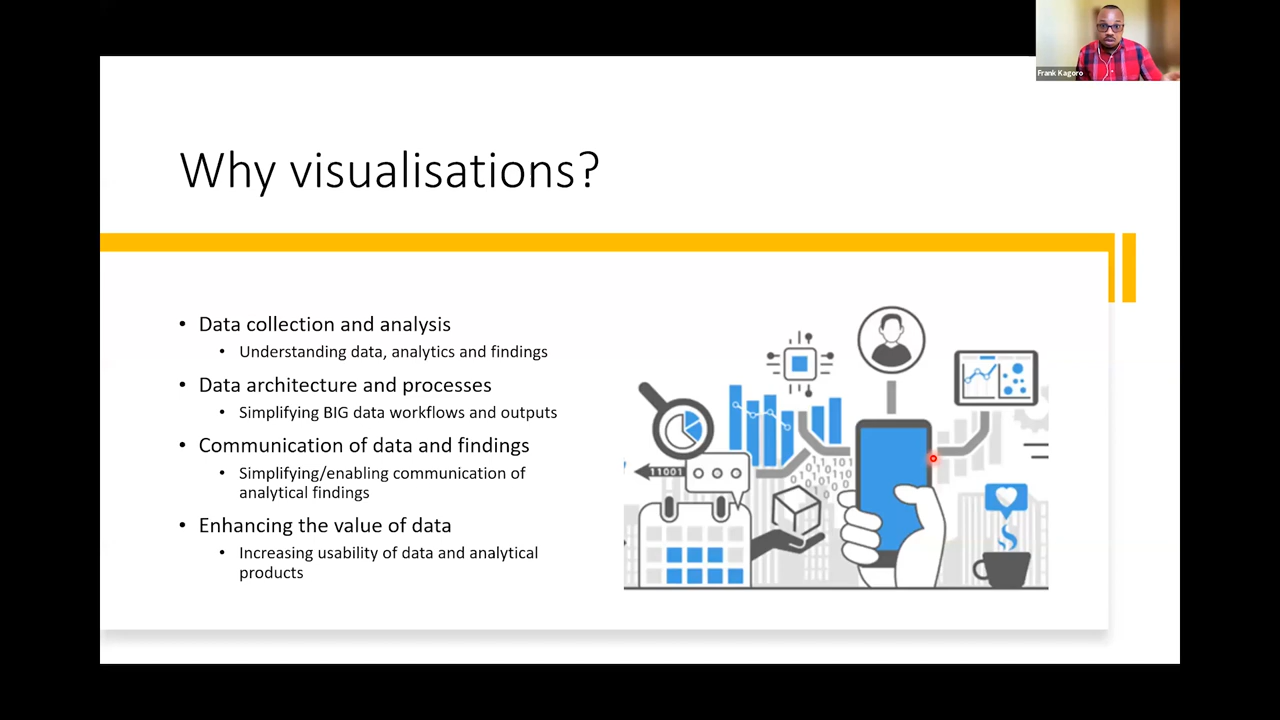 Frank Kagoro
Why visualisations?
• Data collection and analysis
• Understanding data, analytics and findings
• Data architecture and processes
• Simplifying BIG data workflows and outputs
• Communication of data and findings
• Simplifying/enabling communication of
analytical findings
• Enhancing the value of data
• Increasing usability of data and analytical
products
11001